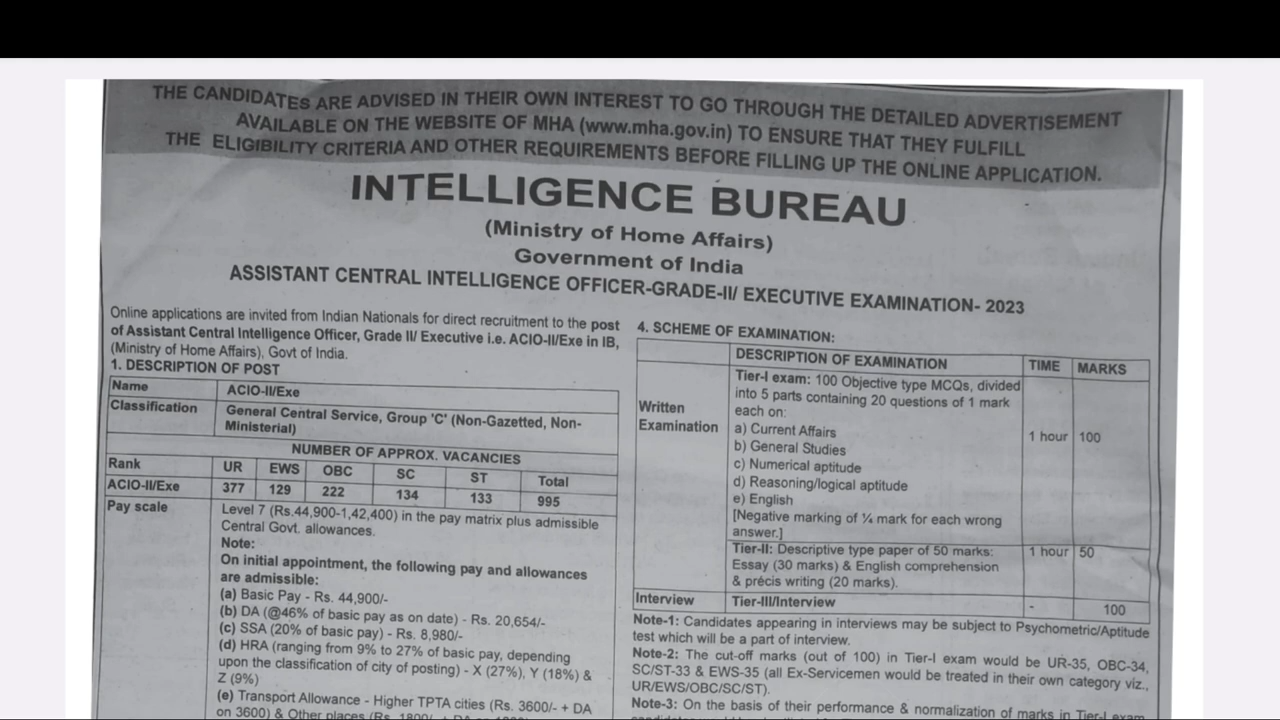 THE CANDIDATES ARE ADVISED IN THEIR OWN INTEREST TO GO THROUGH THE DETAILED ADVERTISEMENT
AVAILABLE ON THE WEBSITE OF MHA (www.mha.gov.in) TO ENSURE THAT THEY FULFILL
THE ELIGIBILITY CRITERIA AND OTHER REQUIREMENTS BEFORE FILLING UP THE ONLINE APPLICATION.
INTELLIGENCE BUREAU
(Ministry of Home Affairs)
Government of India
ASSISTANT CENTRAL INTELLIGENCE OFFICER-GRADE-II/ EXECUTIVE EXAMINATION- 2023
Online applications are invited from Indian Nationals for direct recruitment to the post
of Assistant Central Intelligence Officer, Grade II/ Executive i.e. ACIO-II/Exe in IB,
(Ministry of Home Affairs), Govt of India.
1. DESCRIPTION OF POST
Name ACIO-II/Exe
Classification General Central Service, Group 'C' (Non-Gazetted, Non-
Ministerial)
NUMBER OF APPROX. VACANCIES
Rank UR EWS OBC SC ST Total
ACIO-II/Exe 377 129 222 134 133 995
Pay scale Level 7 (Rs.44,900-1,42,400) in the pay matrix plus admissible
Central Govt. allowances.
Note:
On initial appointment, the following pay and allowances
are admissible:
(a) Basic Pay - Rs. 44,900/-
(b) DA (@46% of basic pay as on date) - Rs. 20,654/-
(c) SSA (20% of basic pay) - Rs. 8,980/-
(d) HRA (ranging from 9% to 27% of basic pay, depending
upon the classification of city of posting) - X (27%), Y (18%) &
Z (9%)
(e) Transport Allowance - Higher TPTA cities (Rs. 3600/- + DA
on 3600) & Other places (Rs. 1800/- + DA on 1800)
4. SCHEME OF EXAMINATION:
DESCRIPTION OF EXAMINATION TIME MARKS
Written
Examination
Tier-I exam: 100 Objective type MCQs, divided
into 5 parts containing 20 questions of 1 mark
each on:
a) Current Affairs
b) General Studies
c) Numerical aptitude
d) Reasoning/logical aptitude
e) English
[Negative marking of ¼ mark for each wrong
answer.]
1 hour 100
Tier-II: Descriptive type paper of 50 marks:
Essay (30 marks) & English comprehension
& précis writing (20 marks).
1 hour 50
Interview Tier-III/Interview - 100
Note-1: Candidates appearing in interviews may be subject to Psychometric/Aptitude
test which will be a part of interview.
Note-2: The cut-off marks (out of 100) in Tier-I exam would be UR-35, OBC-34,
SC/ST-33 & EWS-35 (all Ex-Servicemen would be treated in their own category viz.,
UR/EWS/OBC/SC/ST).
Note-3: On the basis of their performance & normalization of marks in Tier-I exam